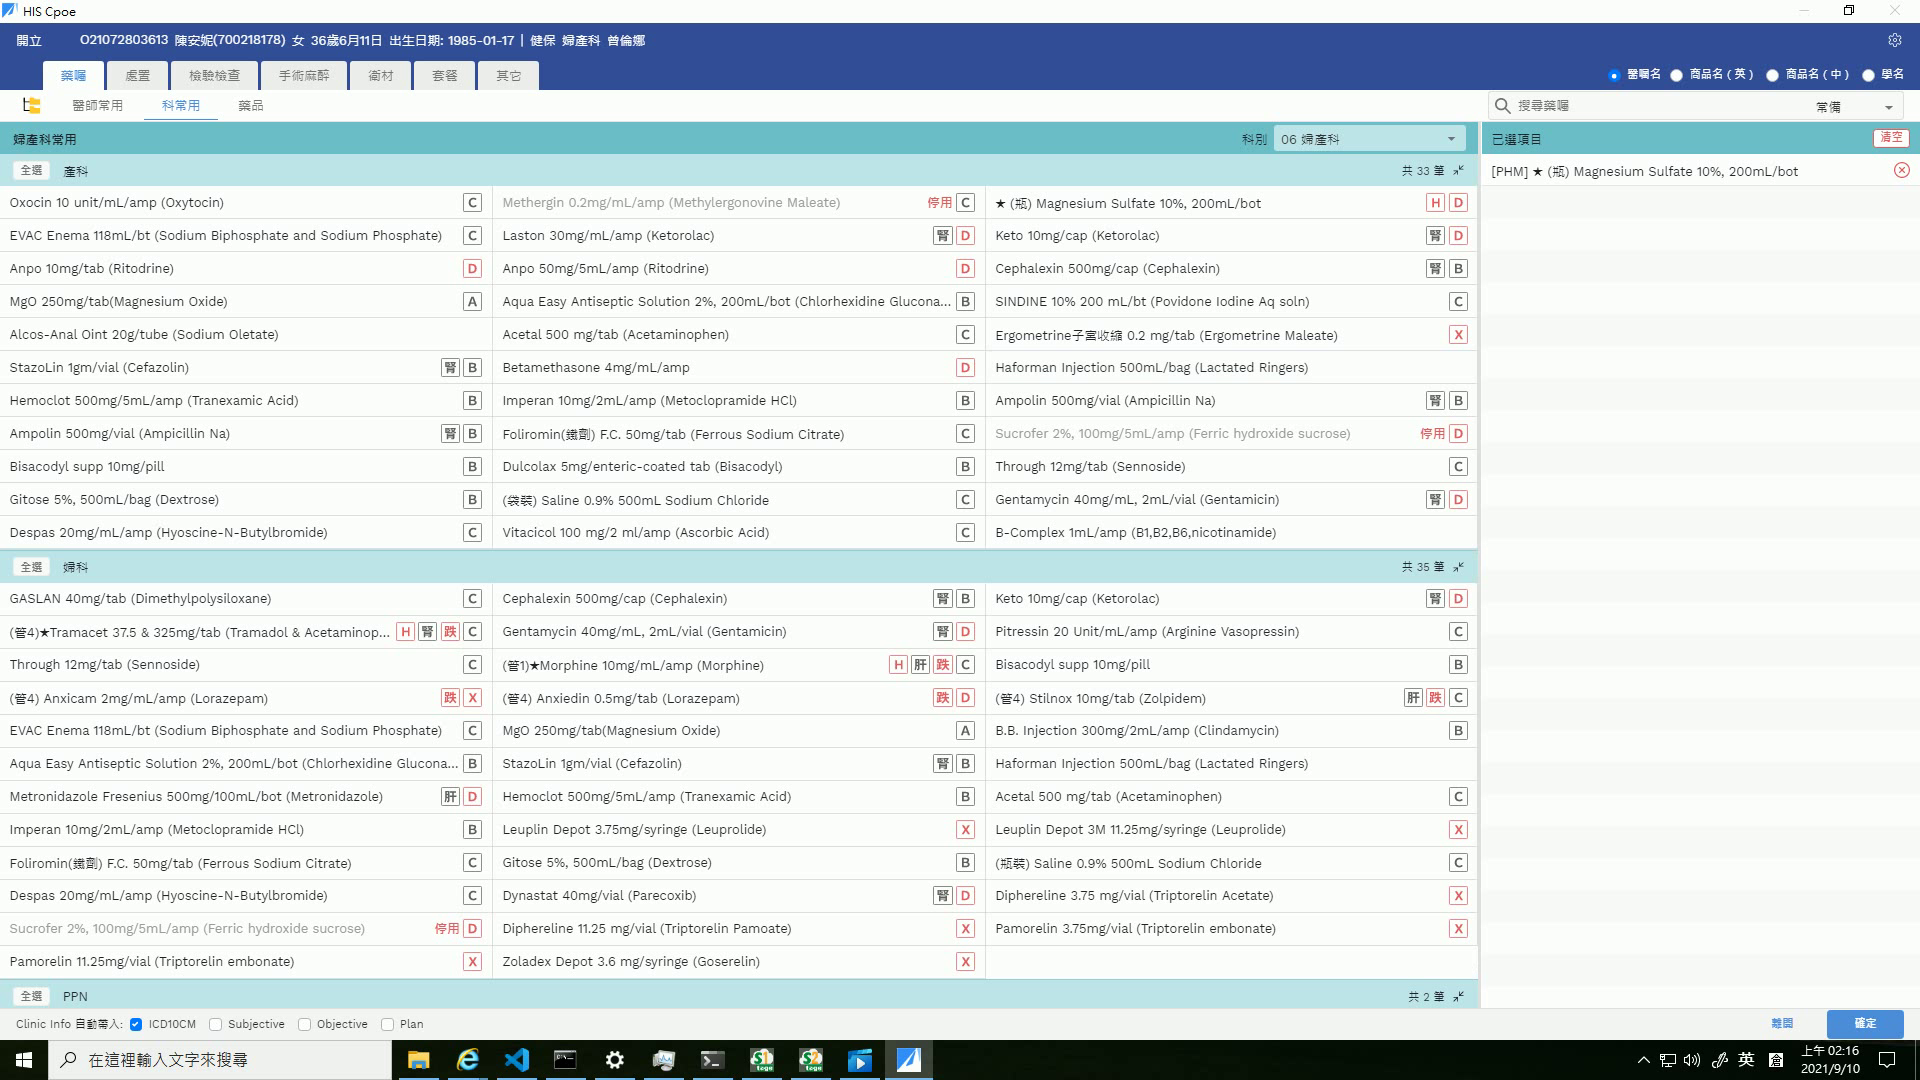 HIS Cpoe
開立 O21072803613 陳安妮(700218178) 女 36歲6月11日 出生日期: 1985-01-17 | 健保 婦產科 曾倫娜
藥囑 處置 檢驗檢查 手術麻醉 衛材 套餐 其它
醫囑名 商品名 ( 英 ) 商品名 ( 中 ) 學名
醫師常用 科常用 藥品
搜尋藥囑 常備
婦產科常用 科別 06 婦產科
已選項目 清空
全選 產科 共 33 筆
[PHM] ★ (瓶) Magnesium Sulfate 10%, 200mL/bot
Oxocin 10 unit/mL/amp (Oxytocin) C Methergin 0.2mg/mL/amp (Methylergonovine Maleate) 停用 C ★ (瓶) Magnesium Sulfate 10%, 200mL/bot H D
EVAC Enema 118mL/bt (Sodium Biphosphate and Sodium Phosphate) C Laston 30mg/mL/amp (Ketorolac) 腎 D Keto 10mg/cap (Ketorolac) 腎 D
Anpo 10mg/tab (Ritodrine) D Anpo 50mg/5mL/amp (Ritodrine) D Cephalexin 500mg/cap (Cephalexin) 腎 B
MgO 250mg/tab(Magnesium Oxide) A Aqua Easy Antiseptic Solution 2%, 200mL/bot (Chlorhexidine Glucona... B SINDINE 10% 200 mL/bt (Povidone Iodine Aq soln) C
Alcos-Anal Oint 20g/tube (Sodium Oletate) Acetal 500 mg/tab (Acetaminophen) C Ergometrine子宮收縮 0.2 mg/tab (Ergometrine Maleate) X
StazoLin 1gm/vial (Cefazolin) 腎 B Betamethasone 4mg/mL/amp D Haforman Injection 500mL/bag (Lactated Ringers)
Hemoclot 500mg/5mL/amp (Tranexamic Acid) B Imperan 10mg/2mL/amp (Metoclopramide HCl) B Ampolin 500mg/vial (Ampicillin Na) 腎 B
Ampolin 500mg/vial (Ampicillin Na) 腎 B Foliromin(鐵劑) F.C. 50mg/tab (Ferrous Sodium Citrate) C Sucrofer 2%, 100mg/5mL/amp (Ferric hydroxide sucrose) 停用 D
Bisacodyl supp 10mg/pill B Dulcolax 5mg/enteric-coated tab (Bisacodyl) B Through 12mg/tab (Sennoside) C
Gitose 5%, 500mL/bag (Dextrose) B (袋裝) Saline 0.9% 500mL Sodium Chloride C Gentamycin 40mg/mL, 2mL/vial (Gentamicin) 腎 D
Despas 20mg/mL/amp (Hyoscine-N-Butylbromide) C Vitacicol 100 mg/2 ml/amp (Ascorbic Acid) C B-Complex 1mL/amp (B1,B2,B6,nicotinamide)
全選 婦科 共 35 筆
GASLAN 40mg/tab (Dimethylpolysiloxane) C Cephalexin 500mg/cap (Cephalexin) 腎 B Keto 10mg/cap (Ketorolac) 腎 D
(管4)★Tramacet 37.5 & 325mg/tab (Tramadol & Acetaminop... H 腎 跌 C Gentamycin 40mg/mL, 2mL/vial (Gentamicin) 腎 D Pitressin 20 Unit/mL/amp (Arginine Vasopressin) C
Through 12mg/tab (Sennoside) C (管1)★Morphine 10mg/mL/amp (Morphine) H 肝 跌 C Bisacodyl supp 10mg/pill B
(管4) Anxicam 2mg/mL/amp (Lorazepam) 跌 X (管4) Anxiedin 0.5mg/tab (Lorazepam) 跌 D (管4) Stilnox 10mg/tab (Zolpidem) 肝 跌 C
EVAC Enema 118mL/bt (Sodium Biphosphate and Sodium Phosphate) C MgO 250mg/tab(Magnesium Oxide) A B.B. Injection 300mg/2mL/amp (Clindamycin) B
Aqua Easy Antiseptic Solution 2%, 200mL/bot (Chlorhexidine Glucona... B StazoLin 1gm/vial (Cefazolin) 腎 B Haforman Injection 500mL/bag (Lactated Ringers)
Metronidazole Fresenius 500mg/100mL/bot (Metronidazole) 肝 D Hemoclot 500mg/5mL/amp (Tranexamic Acid) B Acetal 500 mg/tab (Acetaminophen) C
Imperan 10mg/2mL/amp (Metoclopramide HCl) B Leuplin Depot 3.75mg/syringe (Leuprolide) X Leuplin Depot 3M 11.25mg/syringe (Leuprolide) X
Foliromin(鐵劑) F.C. 50mg/tab (Ferrous Sodium Citrate) C Gitose 5%, 500mL/bag (Dextrose) B (瓶裝) Saline 0.9% 500mL Sodium Chloride C
Despas 20mg/mL/amp (Hyoscine-N-Butylbromide) C Dynastat 40mg/vial (Parecoxib) 腎 D Diphereline 3.75 mg/vial (Triptorelin Acetate) X
Sucrofer 2%, 100mg/5mL/amp (Ferric hydroxide sucrose) 停用 D Diphereline 11.25 mg/vial (Triptorelin Pamoate) X Pamorelin 3.75mg/vial (Triptorelin embonate) X
Pamorelin 11.25mg/vial (Triptorelin embonate) X Zoladex Depot 3.6 mg/syringe (Goserelin) X
全選 PPN 共 2 筆
Clinic Info 自動帶入: ICD10CM Subjective Objective Plan 離開 確定
在這裡輸入文字來搜尋 英 上午 02:16
2021/9/10